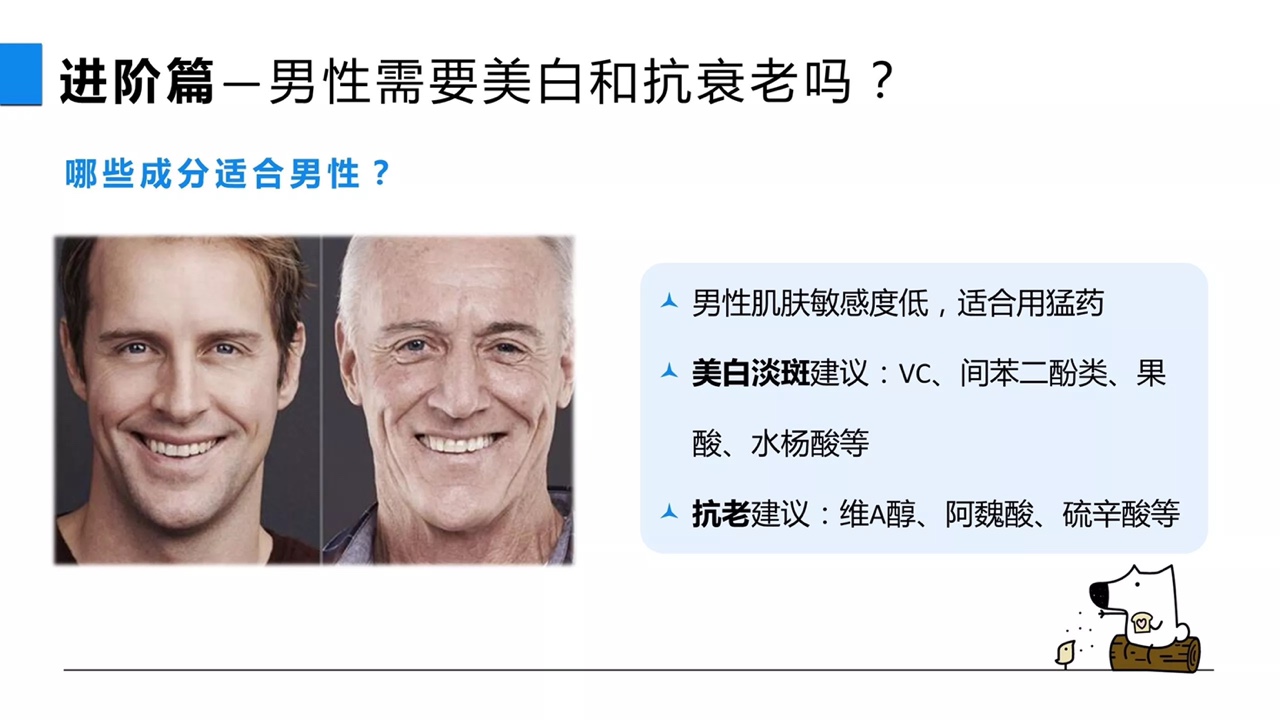 进阶篇—男性需要美白和抗衰老吗？
哪些成分适合男性？
男性肌肤敏感度低，适合用猛药
美白淡斑建议：VC、间苯二酚类、果
酸、水杨酸等
抗老建议：维A醇、阿魏酸、硫辛酸等